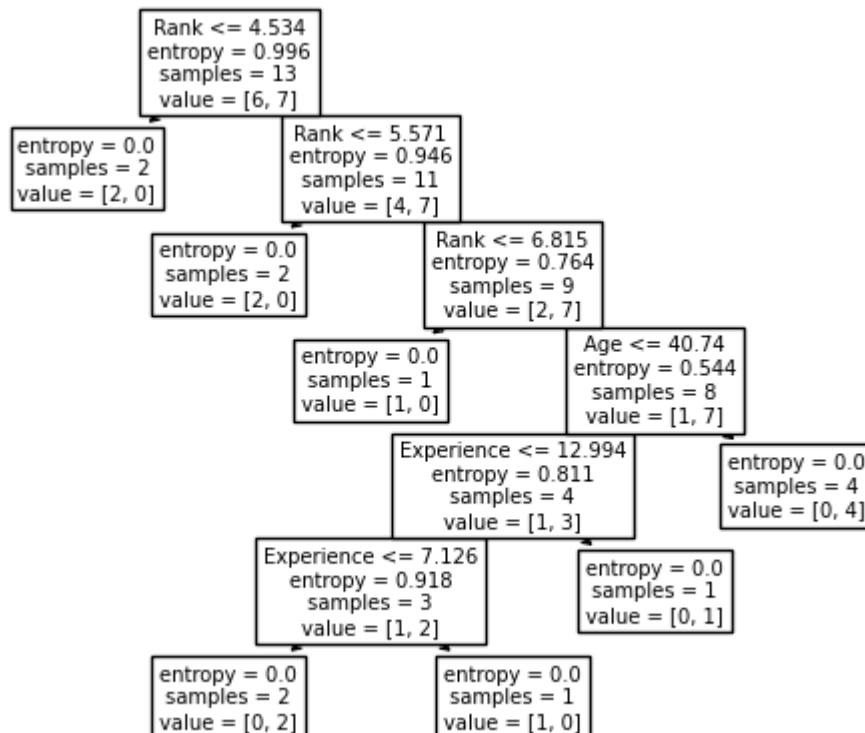 Rank <= 4.534
entropy = 0.996
samples = 13
value = [6, 7]
entropy = 0.0
samples = 2
value = [2, 0]
Rank <= 5.571
entropy = 0.946
samples = 11
value = [4, 7]
entropy = 0.0
samples = 2
value = [2, 0]
Rank <= 6.815
entropy = 0.764
samples = 9
value = [2, 7]
entropy = 0.0
samples = 1
value = [1, 0]
Age <= 40.74
entropy = 0.544
samples = 8
value = [1, 7]
Experience <= 12.994
entropy = 0.811
samples = 4
value = [1, 3]
entropy = 0.0
samples = 4
value = [0, 4]
Experience <= 7.126
entropy = 0.918
samples = 3
value = [1, 2]
entropy = 0.0
samples = 1
value = [0, 1]
entropy = 0.0
samples = 2
value = [0, 2]
entropy = 0.0
samples = 1
value = [1, 0]